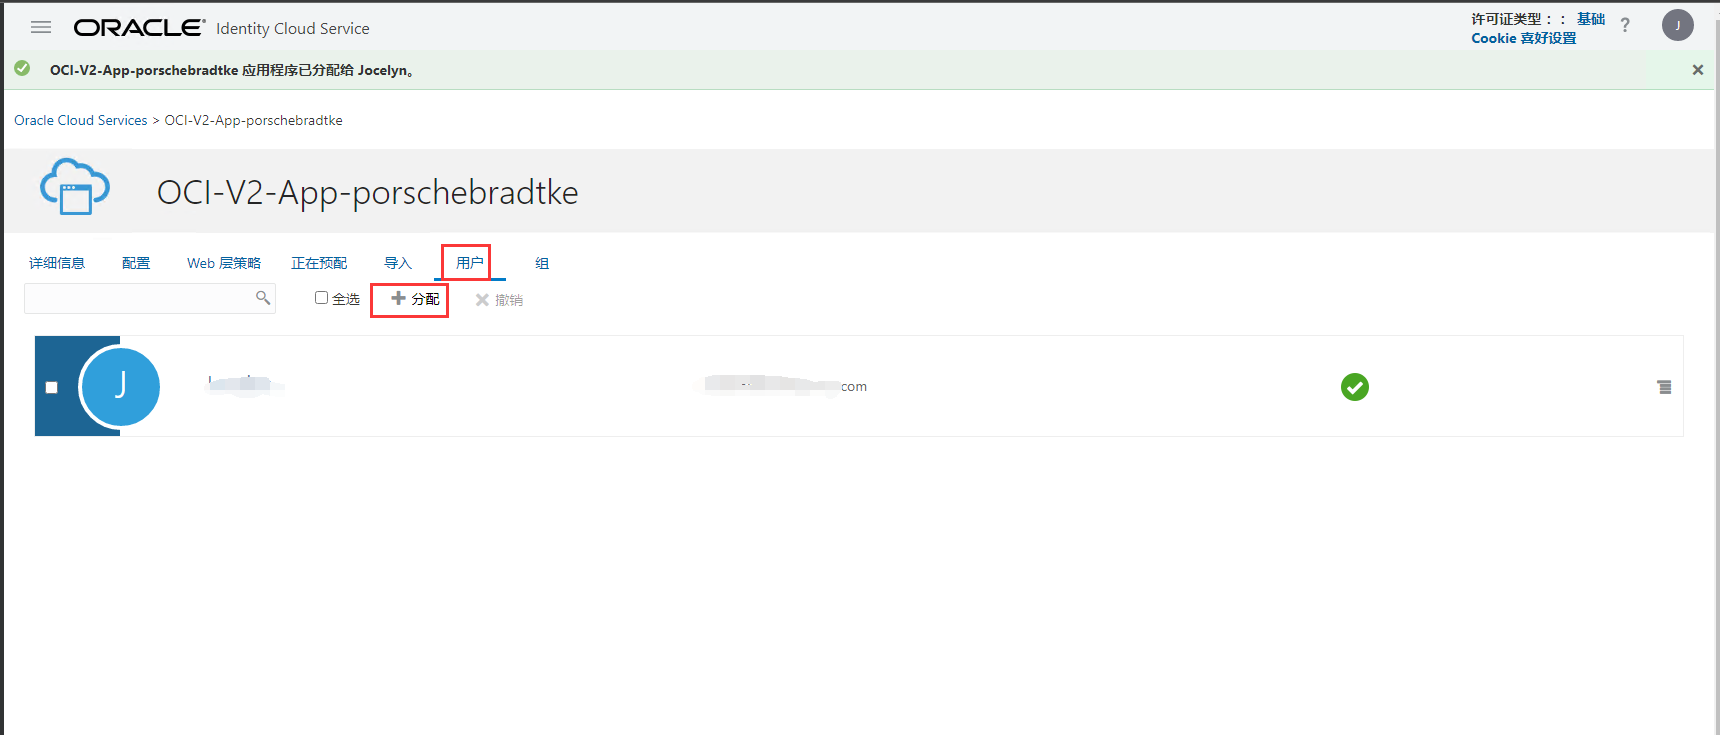 ORACLE® Identity Cloud Service
许可证类型：： 基础
Cookie 喜好设置
?
J
OCI-V2-App-porschebradtke 应用程序已分配给 Jocelyn。
Oracle Cloud Services > OCI-V2-App-porschebradtke
OCI-V2-App-porschebradtke
详细信息 配置 Web 层策略 正在预配 导入 用户 组
全选 分配 撤销
J
com